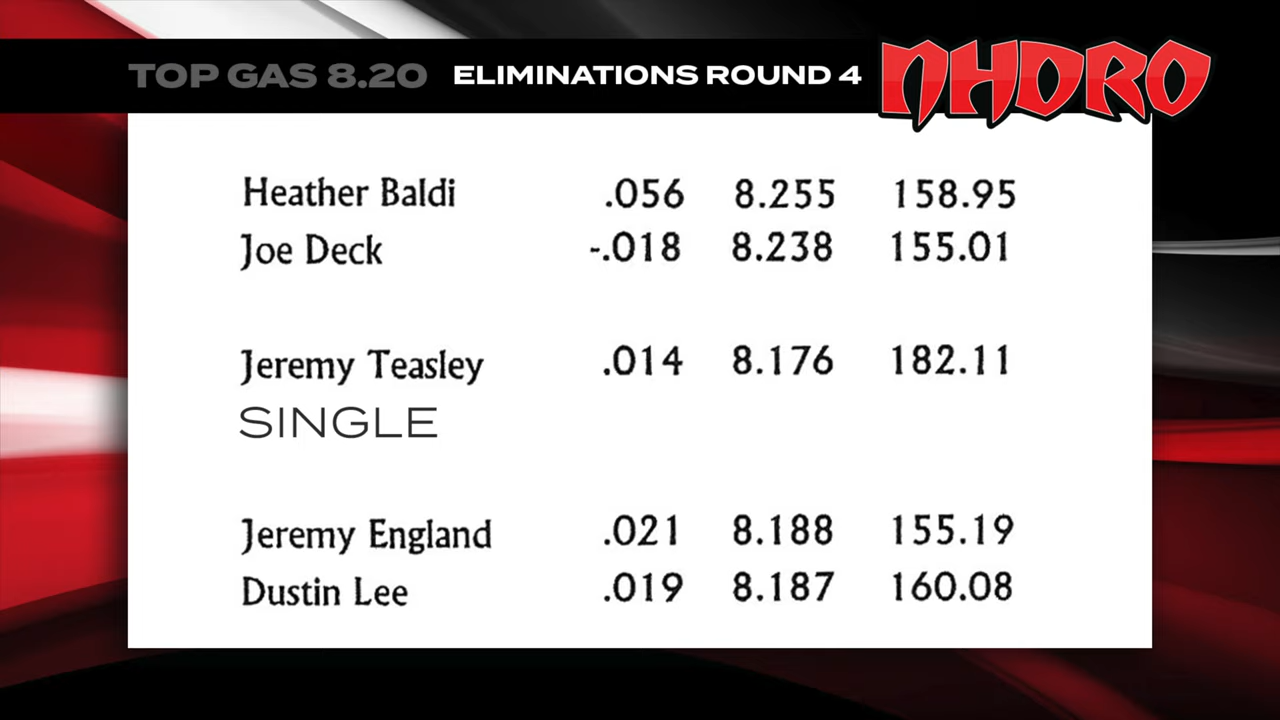 TOP GAS 8.20 ELIMINATIONS ROUND 4 NHDRO
Heather Baldi .056 8.255 158.95
Joe Deck -.018 8.238 155.01
Jeremy Teasley .014 8.176 182.11
SINGLE
Jeremy England .021 8.188 155.19
Dustin Lee .019 8.187 160.08